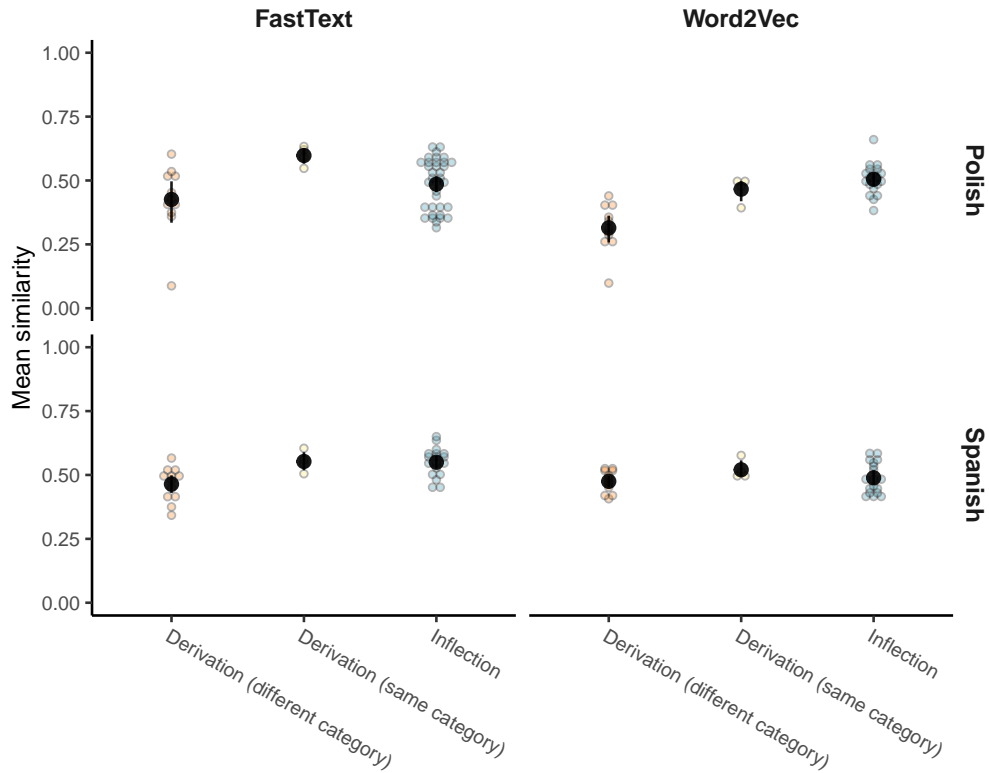 FastText
Word2Vec
Mean similarity
1.00
0.75
0.50
0.25
0.00
Polish
1.00
0.75
0.50
0.25
0.00
Spanish
Derivation (different category)
Derivation (same category)
Inflection
Derivation (different category)
Derivation (same category)
Inflection